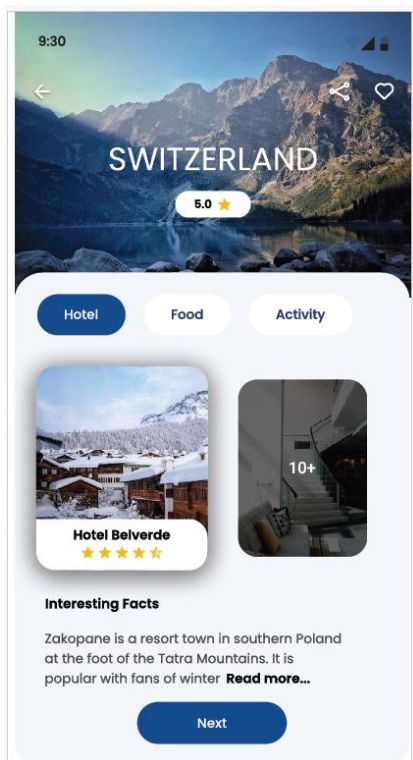 9:30
SWITZERLAND
5.0
Hotel
Food
Activity
10+
Hotel Belverde
Interesting Facts
Zakopane is a resort town in southern Poland
at the foot of the Tatra Mountains. It is
popular with fans of winter Read more...
Next